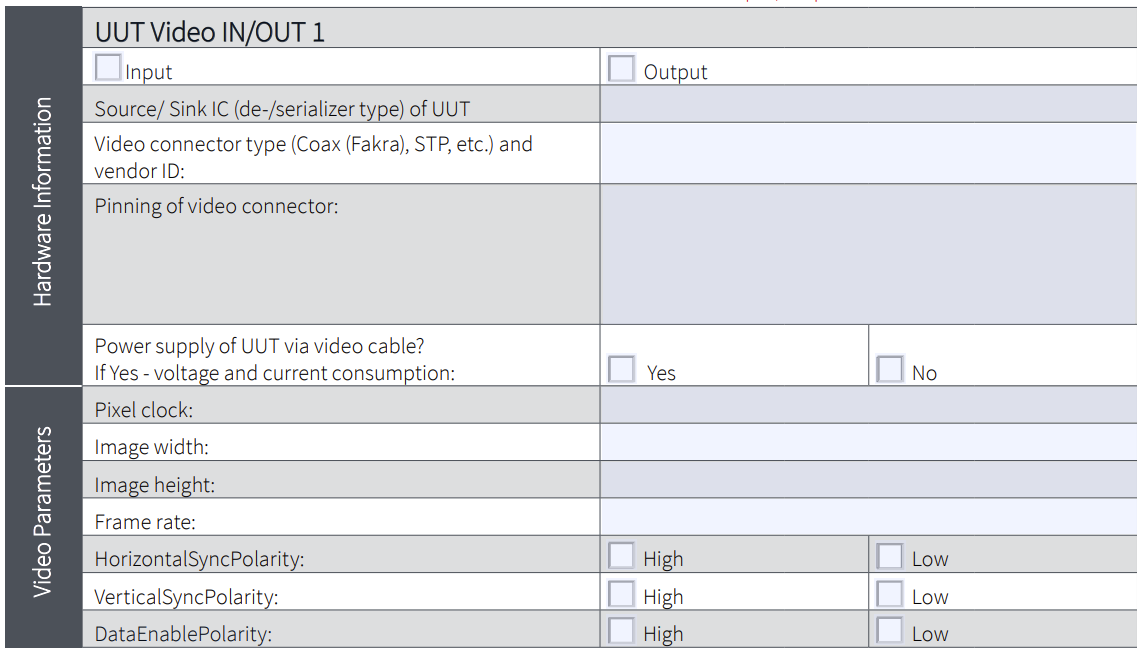 UUT Video IN/OUT 1
Hardware Information
Input
Output
Source/ Sink IC (de-/serializer type) of UUT
Video connector type (Coax (Fakra), STP, etc.) and
vendor ID:
Pinning of video connector:
Power supply of UUT via video cable?
If Yes - voltage and current consumption:
Yes
No
Video Parameters
Pixel clock:
Image width:
Image height:
Frame rate:
HorizontalSyncPolarity:
High
Low
VerticalSyncPolarity:
High
Low
DataEnablePolarity:
High
Low